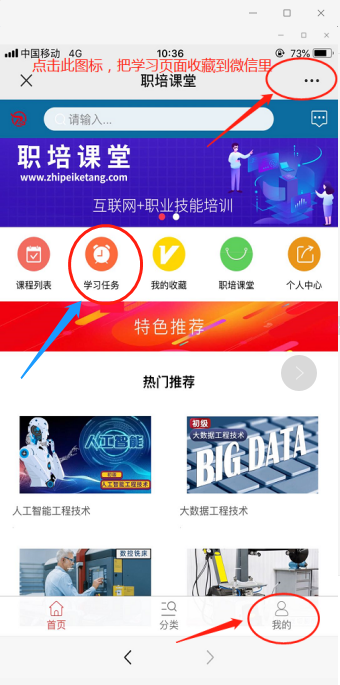 中国移动 4G 10:36 73%
点击此图标，把学习页面收藏到微信里
职培课堂
请输入...
职培课堂
www.zhipeiketang.com
互联网+职业技能培训
课程列表 学习任务 我的收藏 职培课堂 个人中心
特色推荐
热门推荐
人工智能
初级
人工智能工程技术
初级
大数据工程技术
BIG DATA
人工智能工程技术 大数据工程技术
数控铣床
首页 分类 我的